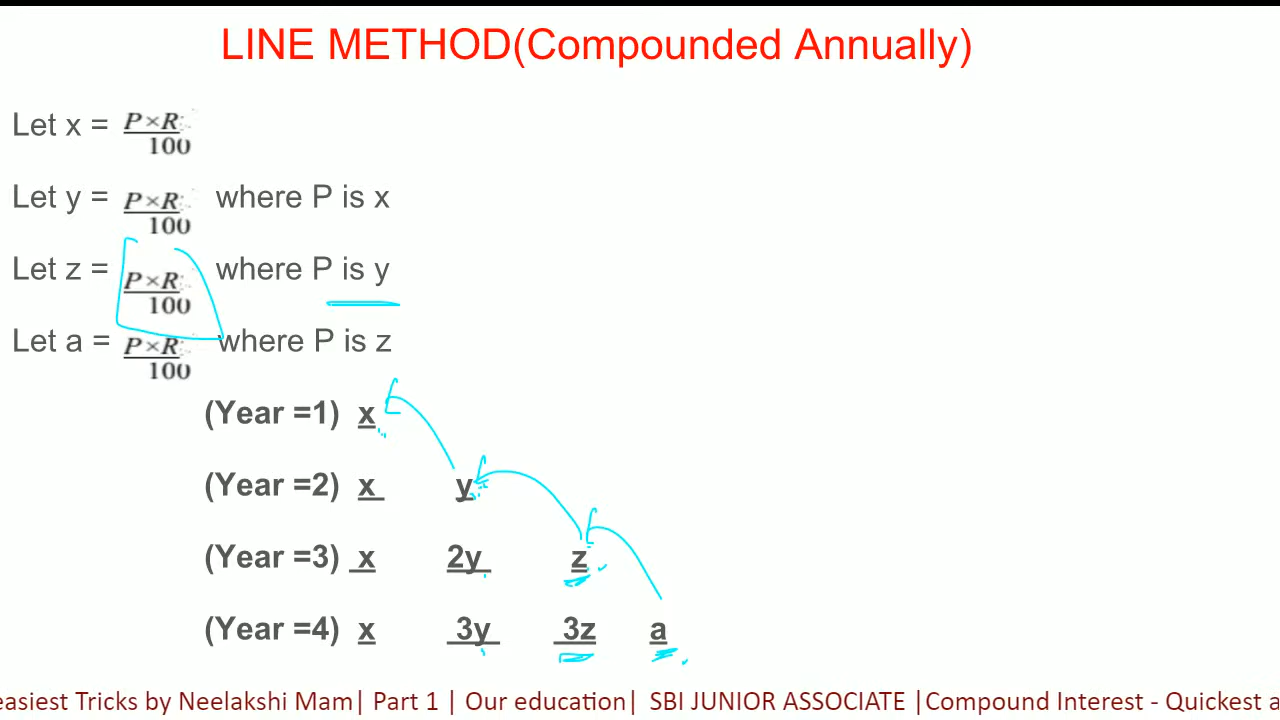 LINE METHOD(Compounded Annually)
Let x = P×R/100
Let y = P×R/100 where P is x
Let z = P×R/100 where P is y
Let a = P×R/100 where P is z
(Year =1) x
(Year =2) x y
(Year =3) x 2y z
(Year =4) x 3y 3z a
easiest Tricks by Neelakshi Mam| Part 1 | Our education| SBI JUNIOR ASSOCIATE |Compound Interest - Quickest a